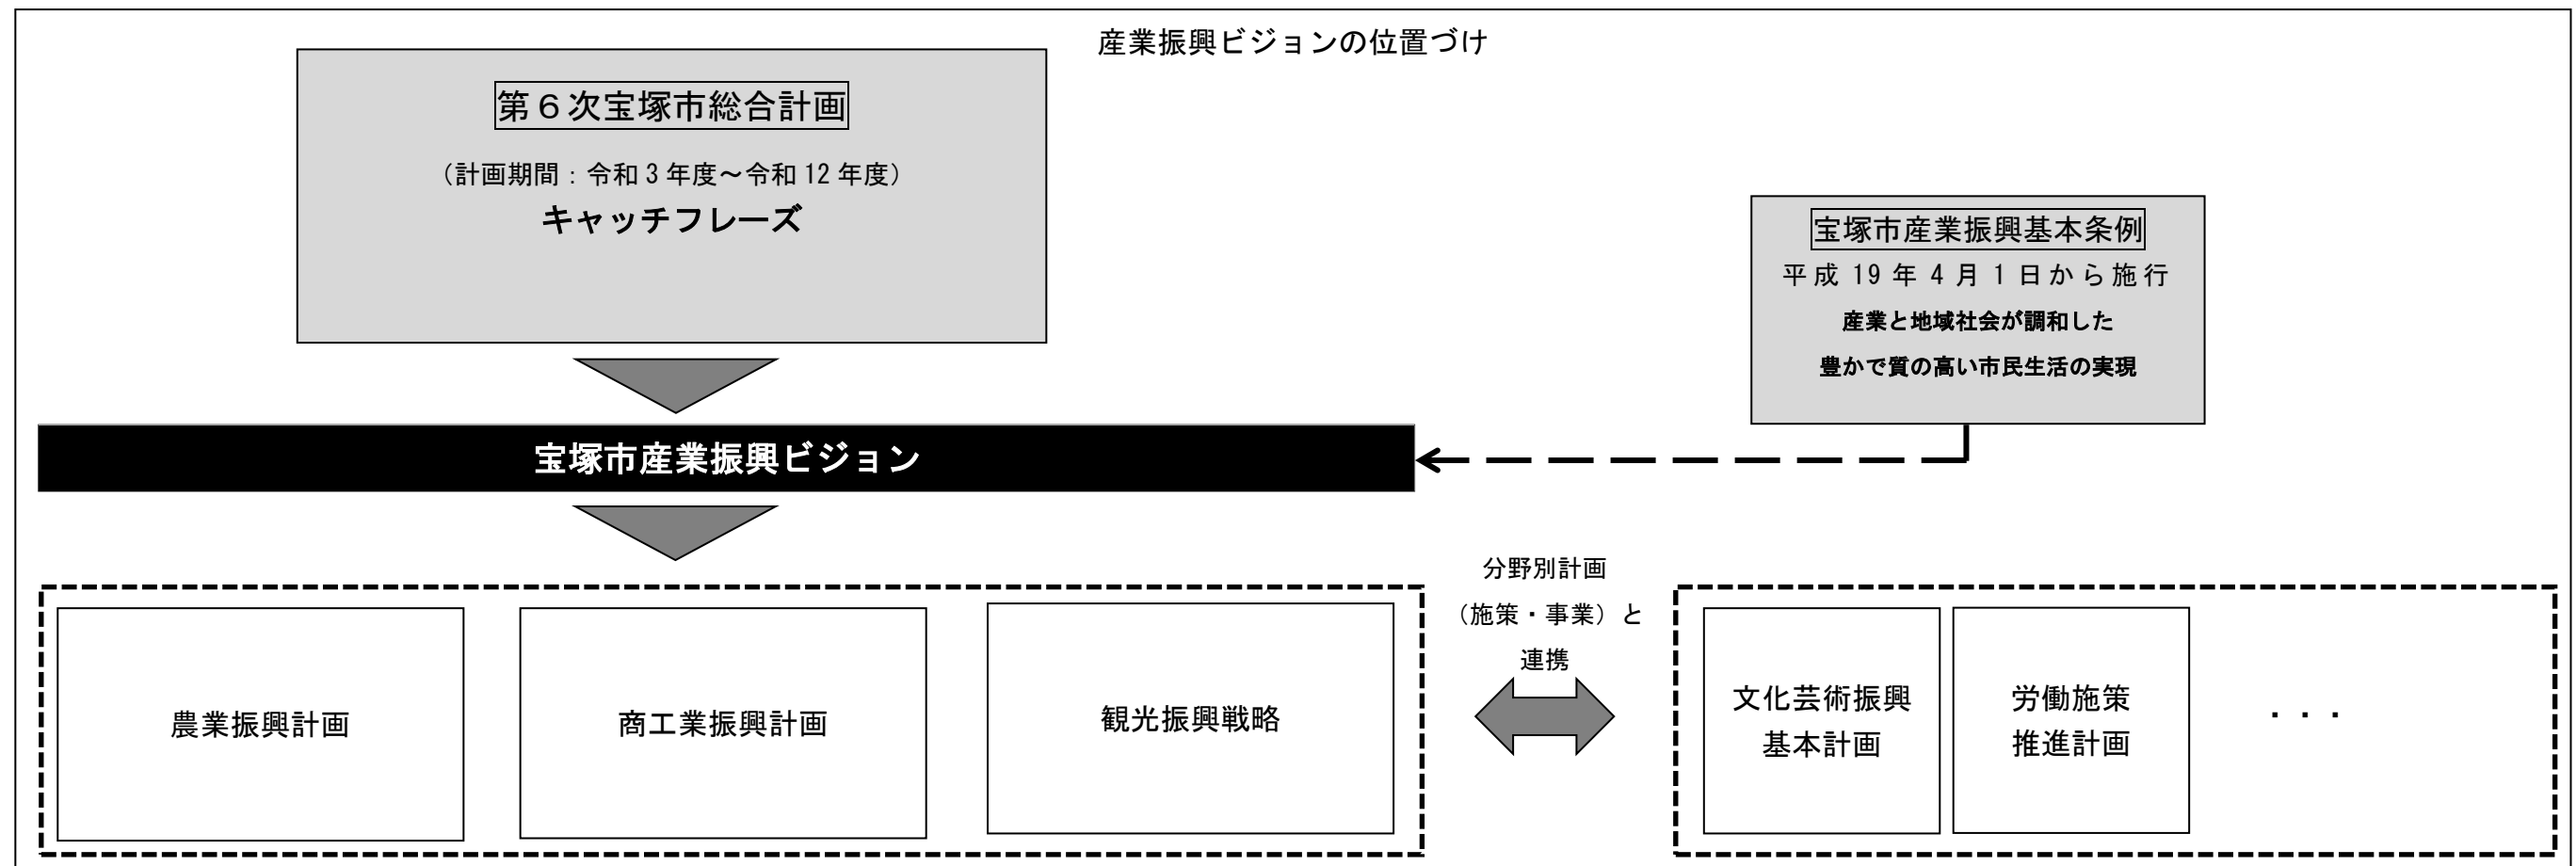 産業振興ビジョンの位置づけ
第６次宝塚市総合計画
（計画期間：令和 3 年度～令和 12 年度）
キャッチフレーズ
宝塚市産業振興基本条例
平成 19 年 4 月 1 日から施行
産業と地域社会が調和した
豊かで質の高い市民生活の実現
宝塚市産業振興ビジョン
分野別計画
（施策・事業）と
連携
農業振興計画
商工業振興計画
観光振興戦略
文化芸術振興
基本計画
労働施策
推進計画
・・・